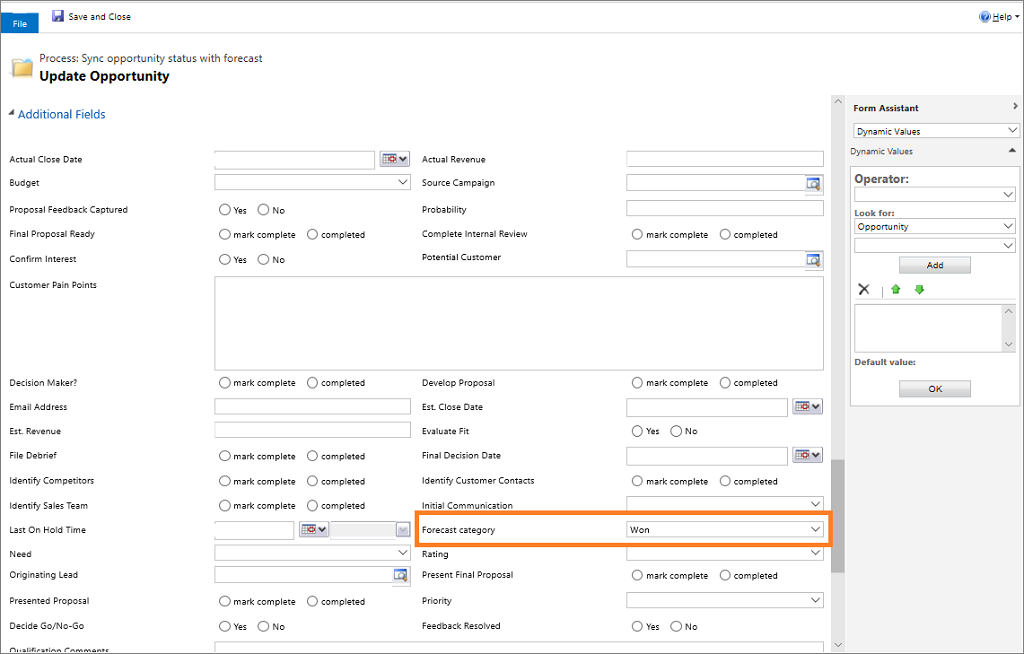 File Save and Close Help
Process: Sync opportunity status with forecast
Update Opportunity
Additional Fields
Actual Close Date Actual Revenue
Budget Source Campaign
Proposal Feedback Captured Yes No Probability
Final Proposal Ready mark complete completed Complete Internal Review mark complete completed
Confirm Interest Yes No Potential Customer
Customer Pain Points
Decision Maker? mark complete completed Develop Proposal mark complete completed
Email Address Est. Close Date
Est. Revenue Evaluate Fit Yes No
File Debrief mark complete completed Final Decision Date
Identify Competitors mark complete completed Identify Customer Contacts mark complete completed
Identify Sales Team mark complete completed Initial Communication
Last On Hold Time Forecast category Won
Need Rating
Originating Lead Present Final Proposal mark complete completed
Presented Proposal mark complete completed Priority
Decide Go/No-Go Yes No Feedback Resolved Yes No
Qualification Comments
Form Assistant
Dynamic Values
Dynamic Values
Operator:
Look for:
Opportunity
Add
Default value:
OK